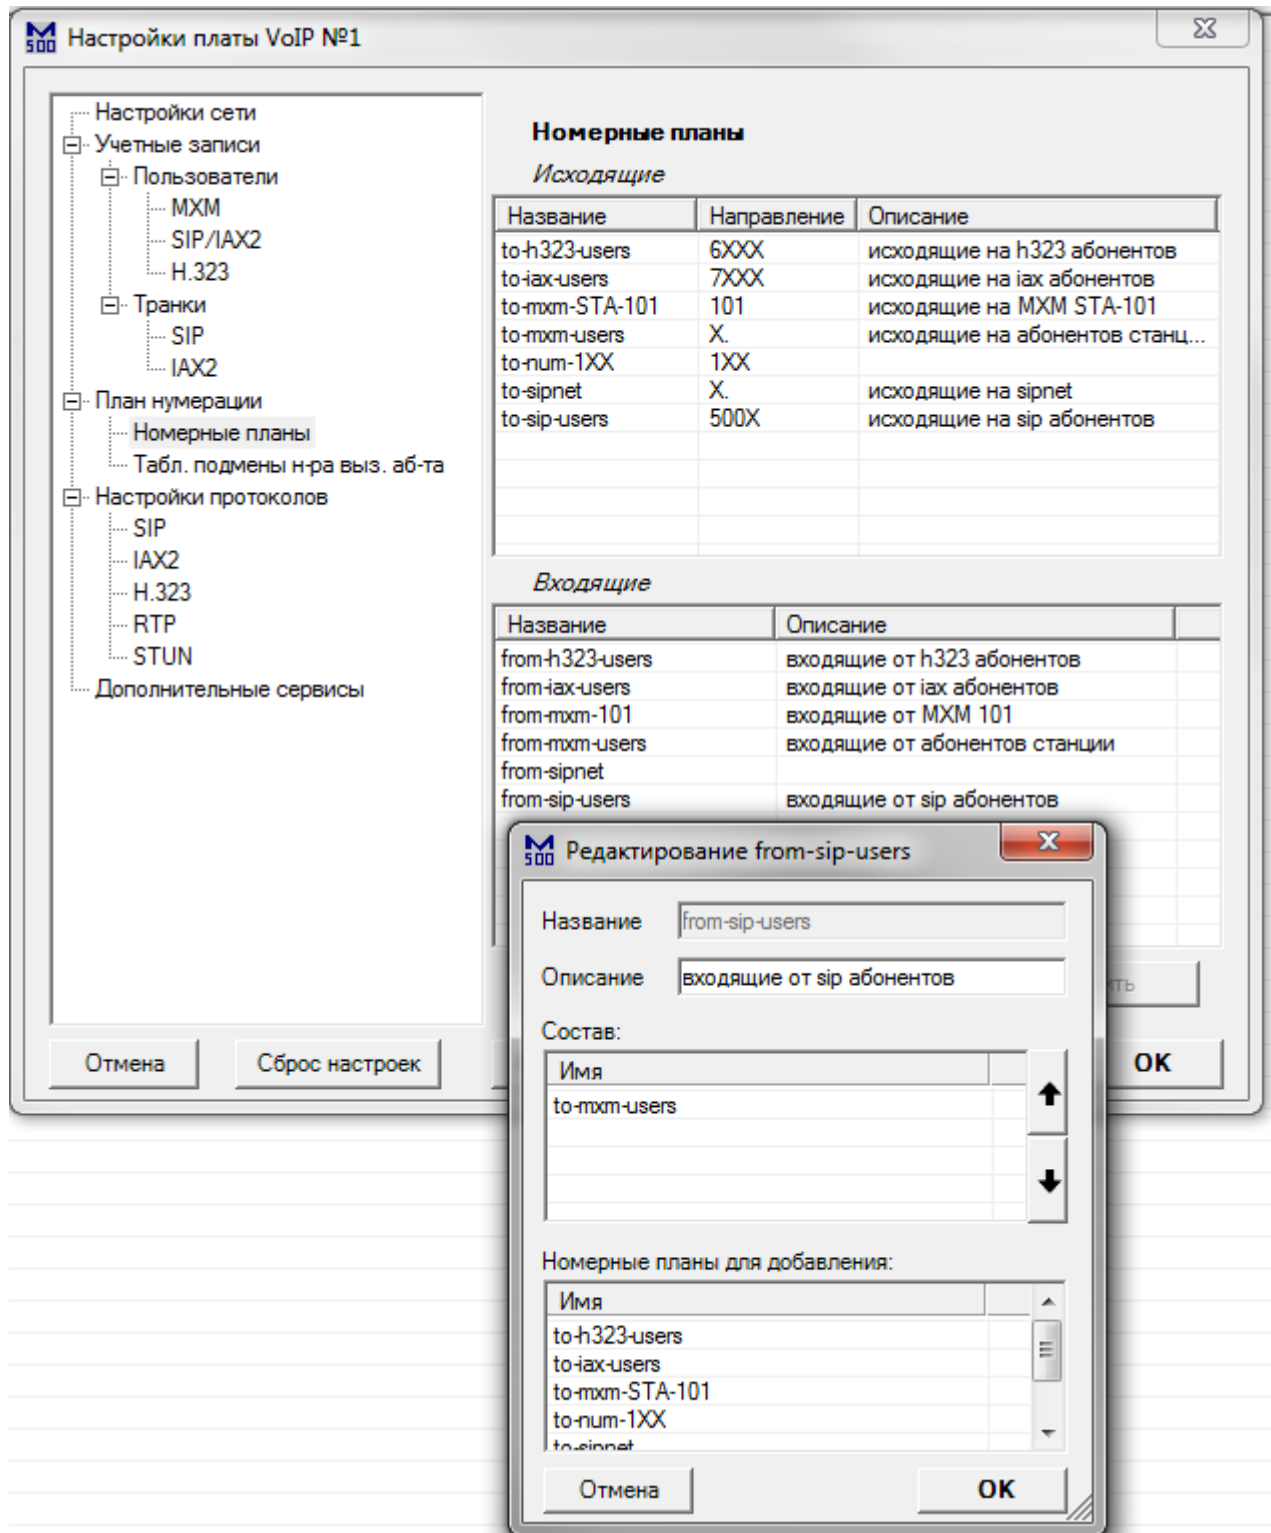 M 500 Настройки платы VoIP №1
Настройки сети
Учетные записи
Пользователи
MXM
SIP/IAX2
H.323
Транки
SIP
IAX2
План нумерации
Номерные планы
Табл. подмены н-ра выз. аб-та
Настройки протоколов
SIP
IAX2
H.323
RTP
STUN
Дополнительные сервисы
Номерные планы
Исходящие
Название Направление Описание
to-h323-users 6XXX исходящие на h323 абонентов
to-iax-users 7XXX исходящие на iax абонентов
to-mxm-STA-101 101 исходящие на MXM STA-101
to-mxm-users X. исходящие на абонентов станц...
to-num-1XX 1XX
to-sipnet X. исходящие на sipnet
to-sip-users 500X исходящие на sip абонентов
Входящие
Название Описание
from-h323-users входящие от h323 абонентов
from-iax-users входящие от iax абонентов
from-mxm-101 входящие от MXM 101
from-mxm-users входящие от абонентов станции
from-sipnet
from-sip-users входящие от sip абонентов
Отмена Сброс настроек OK
M 500 Редактирование from-sip-users
Название from-sip-users
Описание входящие от sip абонентов
Состав:
Имя
to-mxm-users
Номерные планы для добавления:
Имя
to-h323-users
to-iax-users
to-mxm-STA-101
to-num-1XX
to-sipnet
Отмена OK